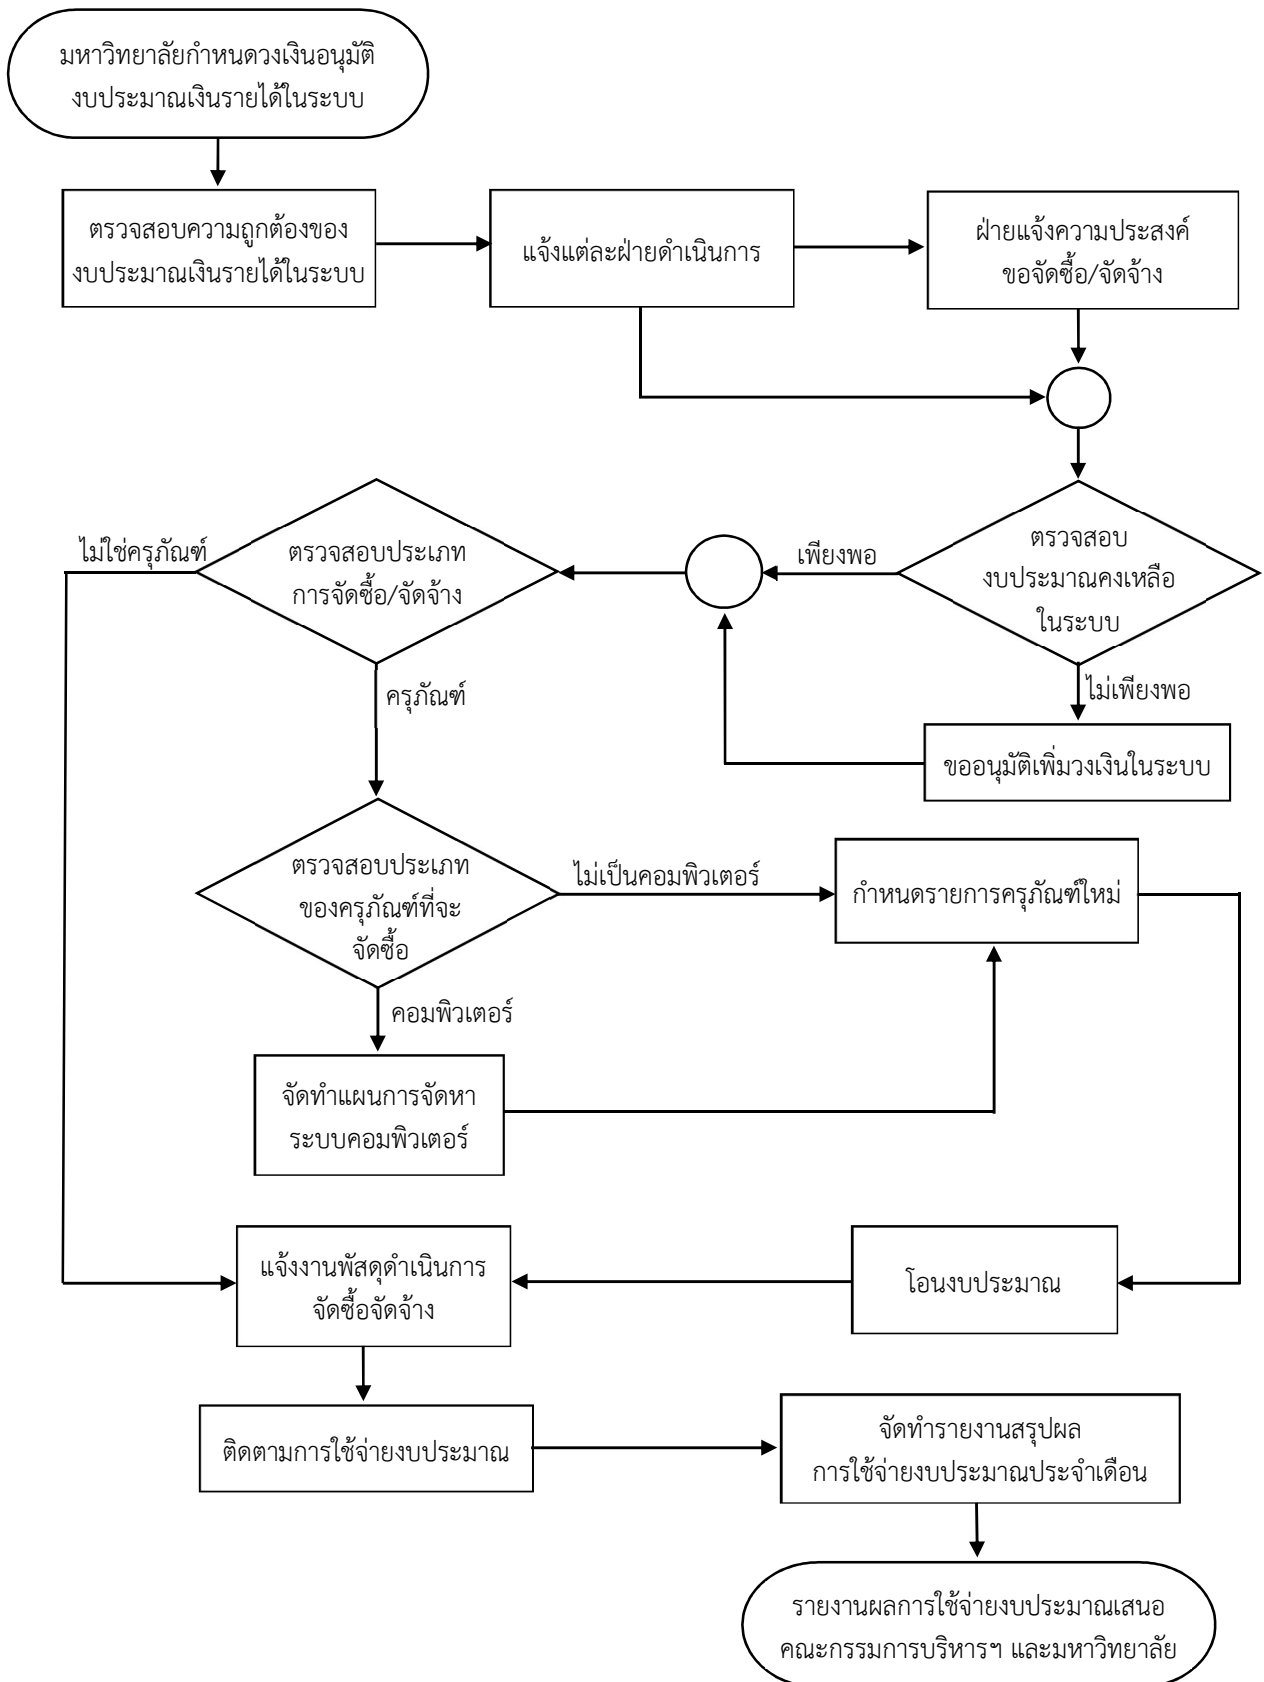 มหาวิทยาลัยกำหนดวงเงินอนุมัติ
งบประมาณเงินรายได้ในระบบ
ตรวจสอบความถูกต้องของ
งบประมาณเงินรายได้ในระบบ
แจ้งแต่ละฝ่ายดำเนินการ
ฝ่ายแจ้งความประสงค์
ขอจัดซื้อ/จัดจ้าง
ตรวจสอบ
งบประมาณคงเหลือ
ในระบบ
เพียงพอ
ไม่เพียงพอ
ขออนุมัติเพิ่มวงเงินในระบบ
ตรวจสอบประเภท
การจัดซื้อ/จัดจ้าง
ไม่ใช่ครุภัณฑ์
ครุภัณฑ์
ตรวจสอบประเภท
ของครุภัณฑ์ที่จะ
จัดซื้อ
ไม่เป็นคอมพิวเตอร์
กำหนดรายการครุภัณฑ์ใหม่
คอมพิวเตอร์
จัดทำแผนการจัดหา
ระบบคอมพิวเตอร์
แจ้งงานพัสดุดำเนินการ
จัดซื้อจัดจ้าง
โอนงบประมาณ
ติดตามการใช้จ่ายงบประมาณ
จัดทำรายงานสรุปผล
การใช้จ่ายงบประมาณประจำเดือน
รายงานผลการใช้จ่ายงบประมาณเสนอ
คณะกรรมการบริหารฯ และมหาวิทยาลัย